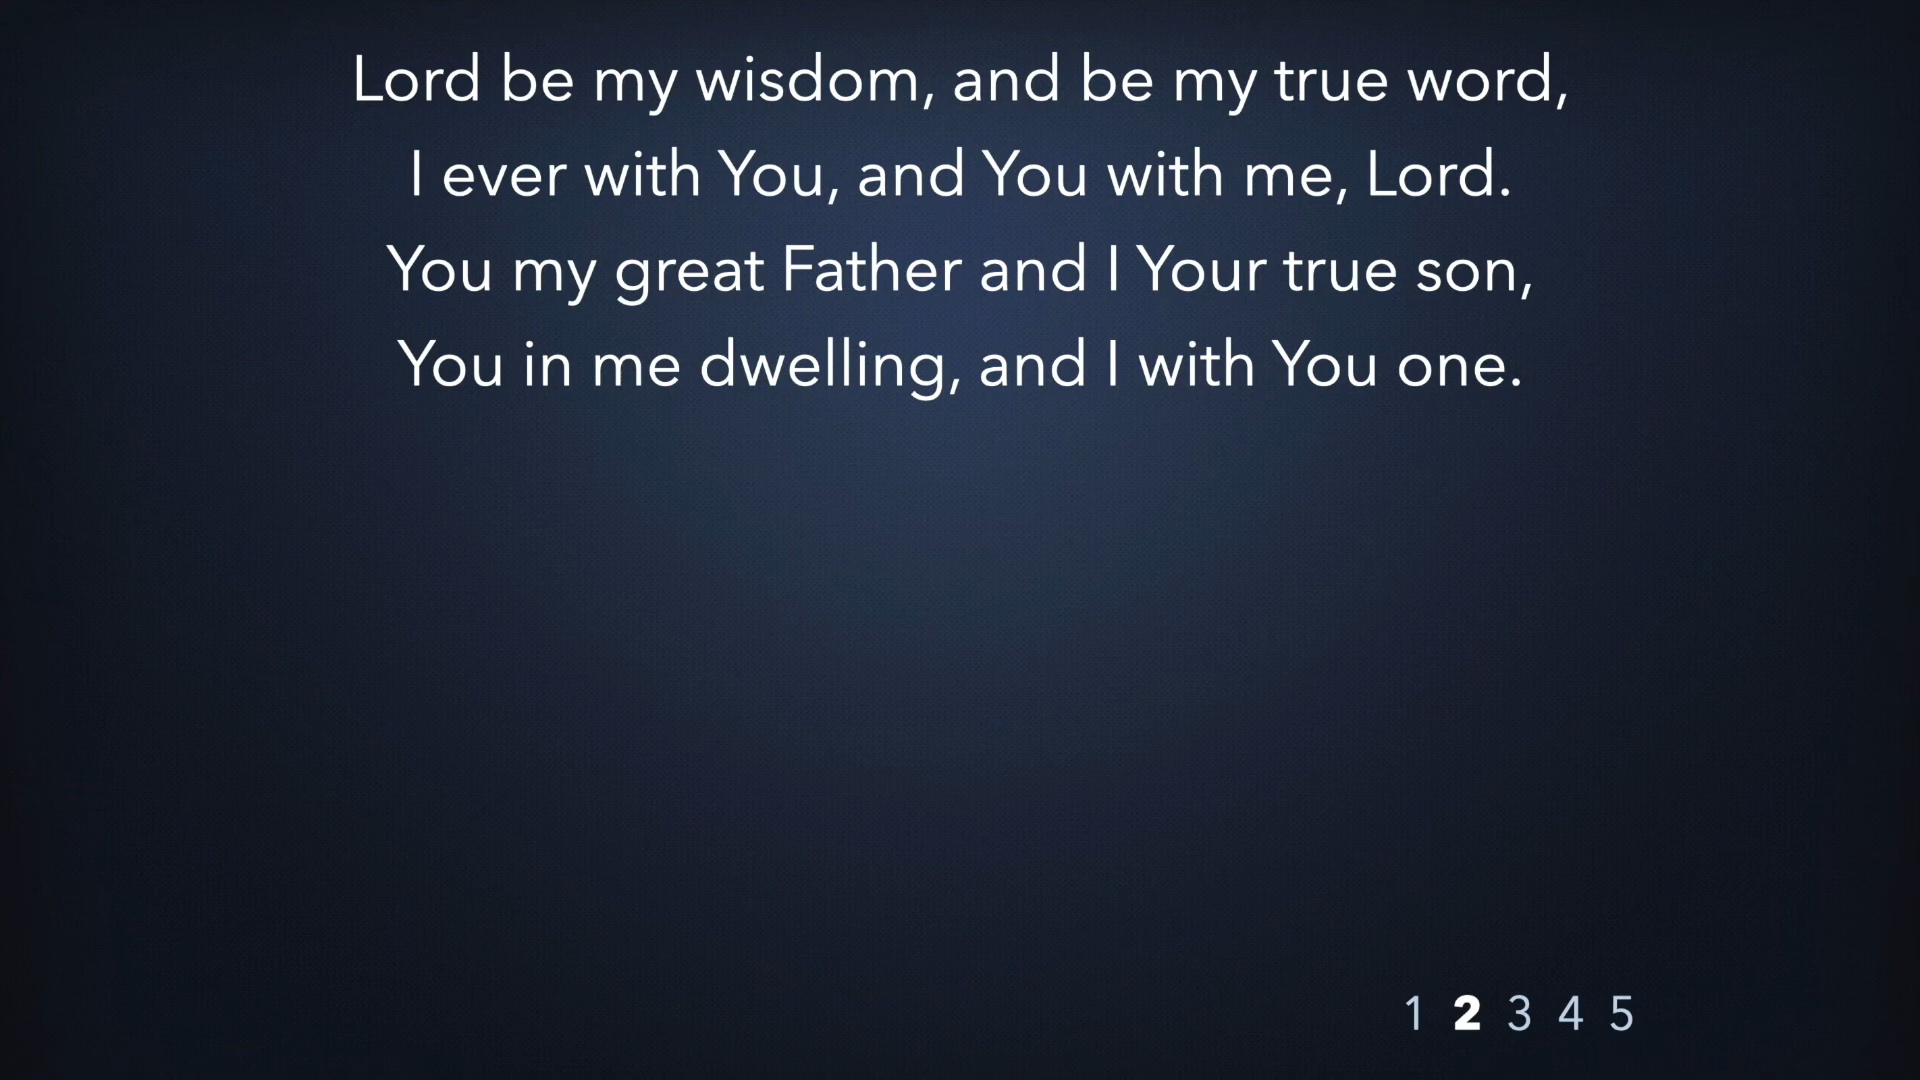 Lord be my wisdom, and be my true word,
I ever with You, and You with me, Lord.
You my great Father and I Your true son,
You in me dwelling, and I with You one.
1 2 3 4 5